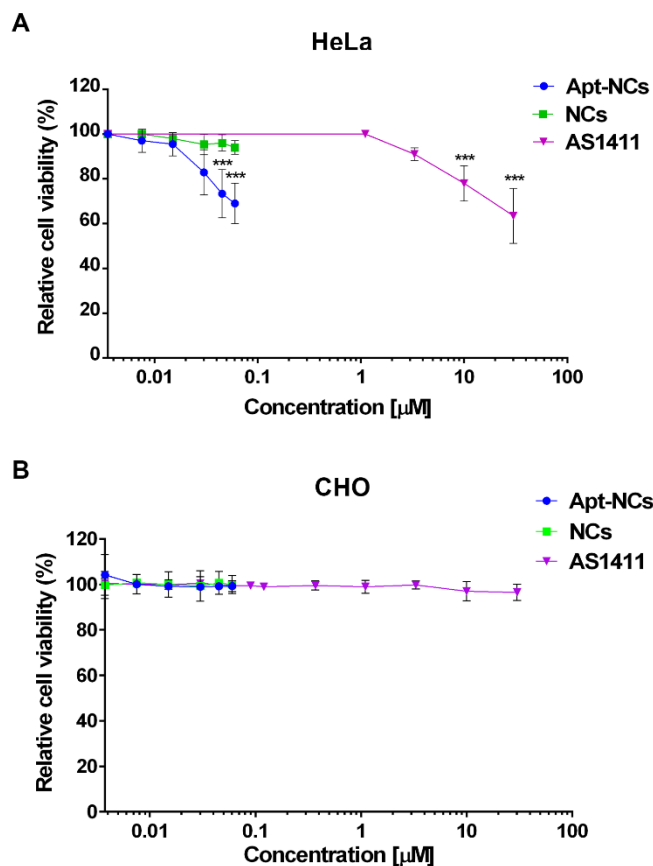 A
HeLa
Apt-NCs
NCs
AS1411
Relative cell viability (%)
120
100
80
60
40
20
0
***
***
***
***
0.01
0.1
1
10
100
Concentration [µM]
B
CHO
Apt-NCs
NCs
AS1411
Relative cell viability (%)
120
100
80
60
40
20
0
0.01
0.1
1
10
100
Concentration [µM]